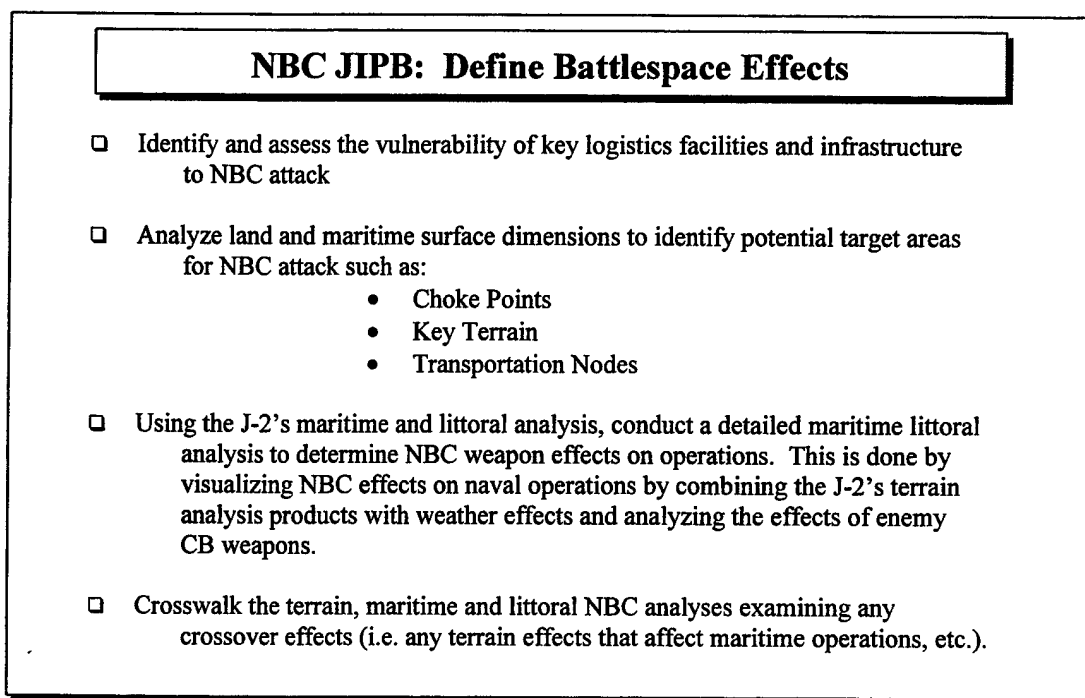 NBC JIPB: Define Battlespace Effects
❑ Identify and assess the vulnerability of key logistics facilities and infrastructure
to NBC attack
❑ Analyze land and maritime surface dimensions to identify potential target areas
for NBC attack such as:
• Choke Points
• Key Terrain
• Transportation Nodes
❑ Using the J-2's maritime and littoral analysis, conduct a detailed maritime littoral
analysis to determine NBC weapon effects on operations. This is done by
visualizing NBC effects on naval operations by combining the J-2's terrain
analysis products with weather effects and analyzing the effects of enemy
CB weapons.
❑ Crosswalk the terrain, maritime and littoral NBC analyses examining any
crossover effects (i.e. any terrain effects that affect maritime operations, etc.).